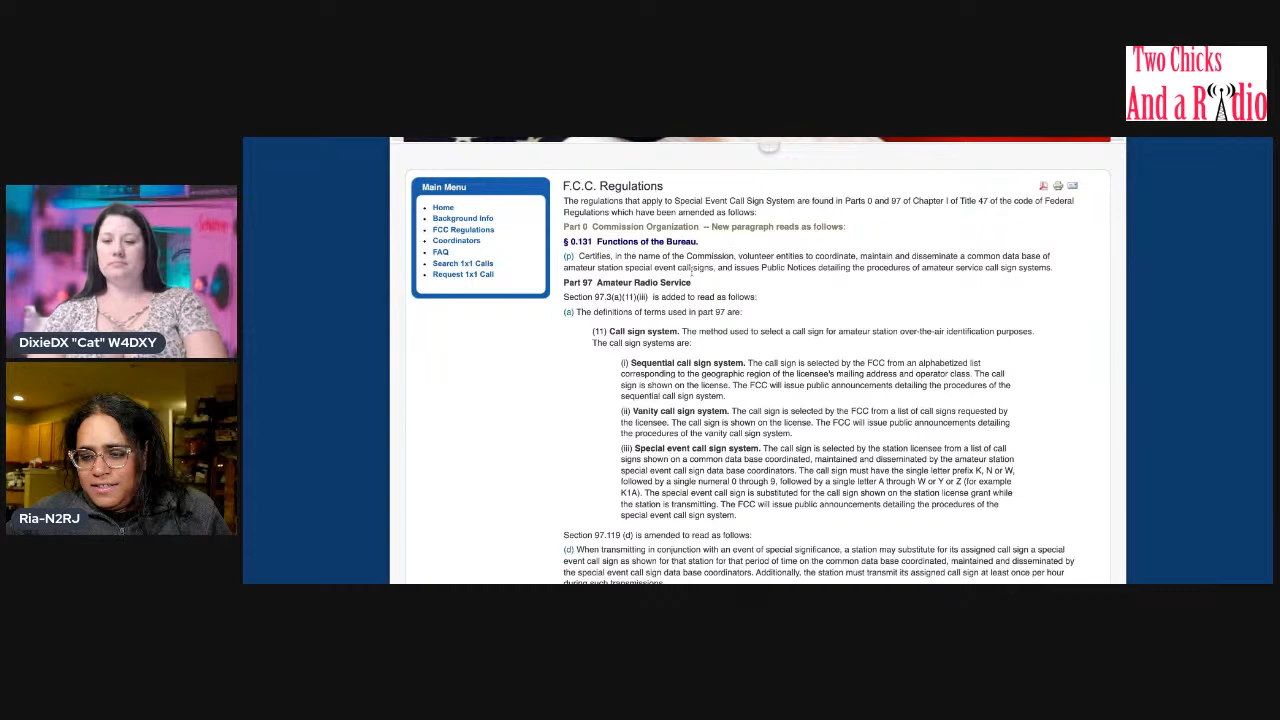 Two Chicks
And a Radio
Main Menu
Home
Background Info
FCC Regulations
Coordinators
FAQ
Search 1x1 Calls
Request 1x1 Call
F.C.C. Regulations
The regulations that apply to Special Event Call Sign System are found in Parts 0 and 97 of Chapter I of Title 47 of the code of Federal
Regulations which have been amended as follows:
Part 0 Commission Organization -- New paragraph reads as follows:
§ 0.131 Functions of the Bureau.
(p) Certifies, in the name of the Commission, volunteer entities to coordinate, maintain and disseminate a common data base of
amateur station special event call signs, and issues Public Notices detailing the procedures of amateur service call sign systems.
Part 97 Amateur Radio Service
Section 97.3(a)(11)(iii) is added to read as follows:
(a) The definitions of terms used in part 97 are:
(11) Call sign system. The method used to select a call sign for amateur station over-the-air identification purposes.
The call sign systems are:
(i) Sequential call sign system. The call sign is selected by the FCC from an alphabetized list
corresponding to the geographic region of the licensee's mailing address and operator class. The call
sign is shown on the license. The FCC will issue public announcements detailing the procedures of the
sequential call sign system.
(ii) Vanity call sign system. The call sign is selected by the FCC from a list of call signs requested by
the licensee. The call sign is shown on the license. The FCC will issue public announcements detailing
the procedures of the vanity call sign system.
(iii) Special event call sign system. The call sign is selected by the station licensee from a list of call
signs shown on a common data base coordinated, maintained and disseminated by the amateur station
special event call sign data base coordinators. The call sign must have the single letter prefix K, N or W,
followed by a single numeral 0 through 9, followed by a single letter A through W or Y or Z (for example
K1A). The special event call sign is substituted for the call sign shown on the station license grant while
the station is transmitting. The FCC will issue public announcements detailing the procedures of the
special event call sign system.
Section 97.119 (d) is amended to read as follows:
(d) When transmitting in conjunction with an event of special significance, a station may substitute for its assigned call sign a special
event call sign as shown for that station for that period of time on the common data base coordinated, maintained and disseminated by
the special event call sign data base coordinators. Additionally, the station must transmit its assigned call sign at least once per hour
during such transmissions.
DixieDX "Cat" W4DXY
Ria-N2RJ